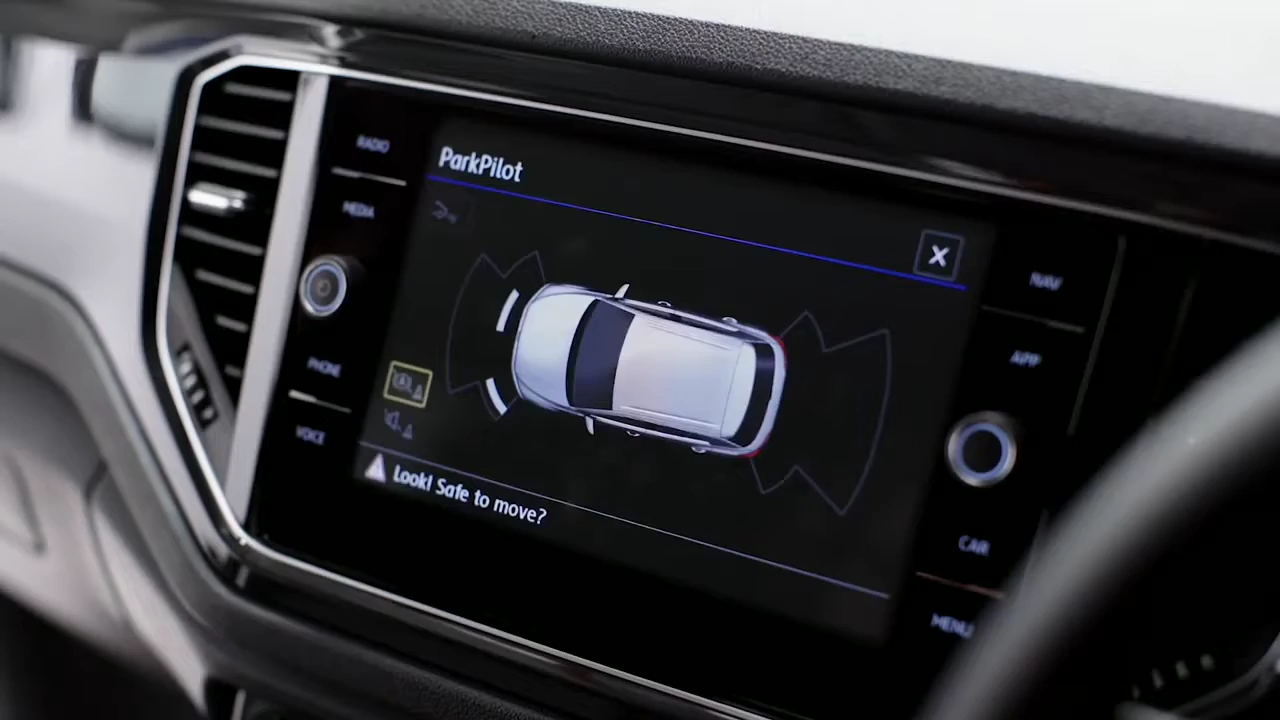 RADIO
MEDIA
PHONE
VOICE
ParkPilot
X
Look! Safe to move?
NAV
APP
CAR
MENU